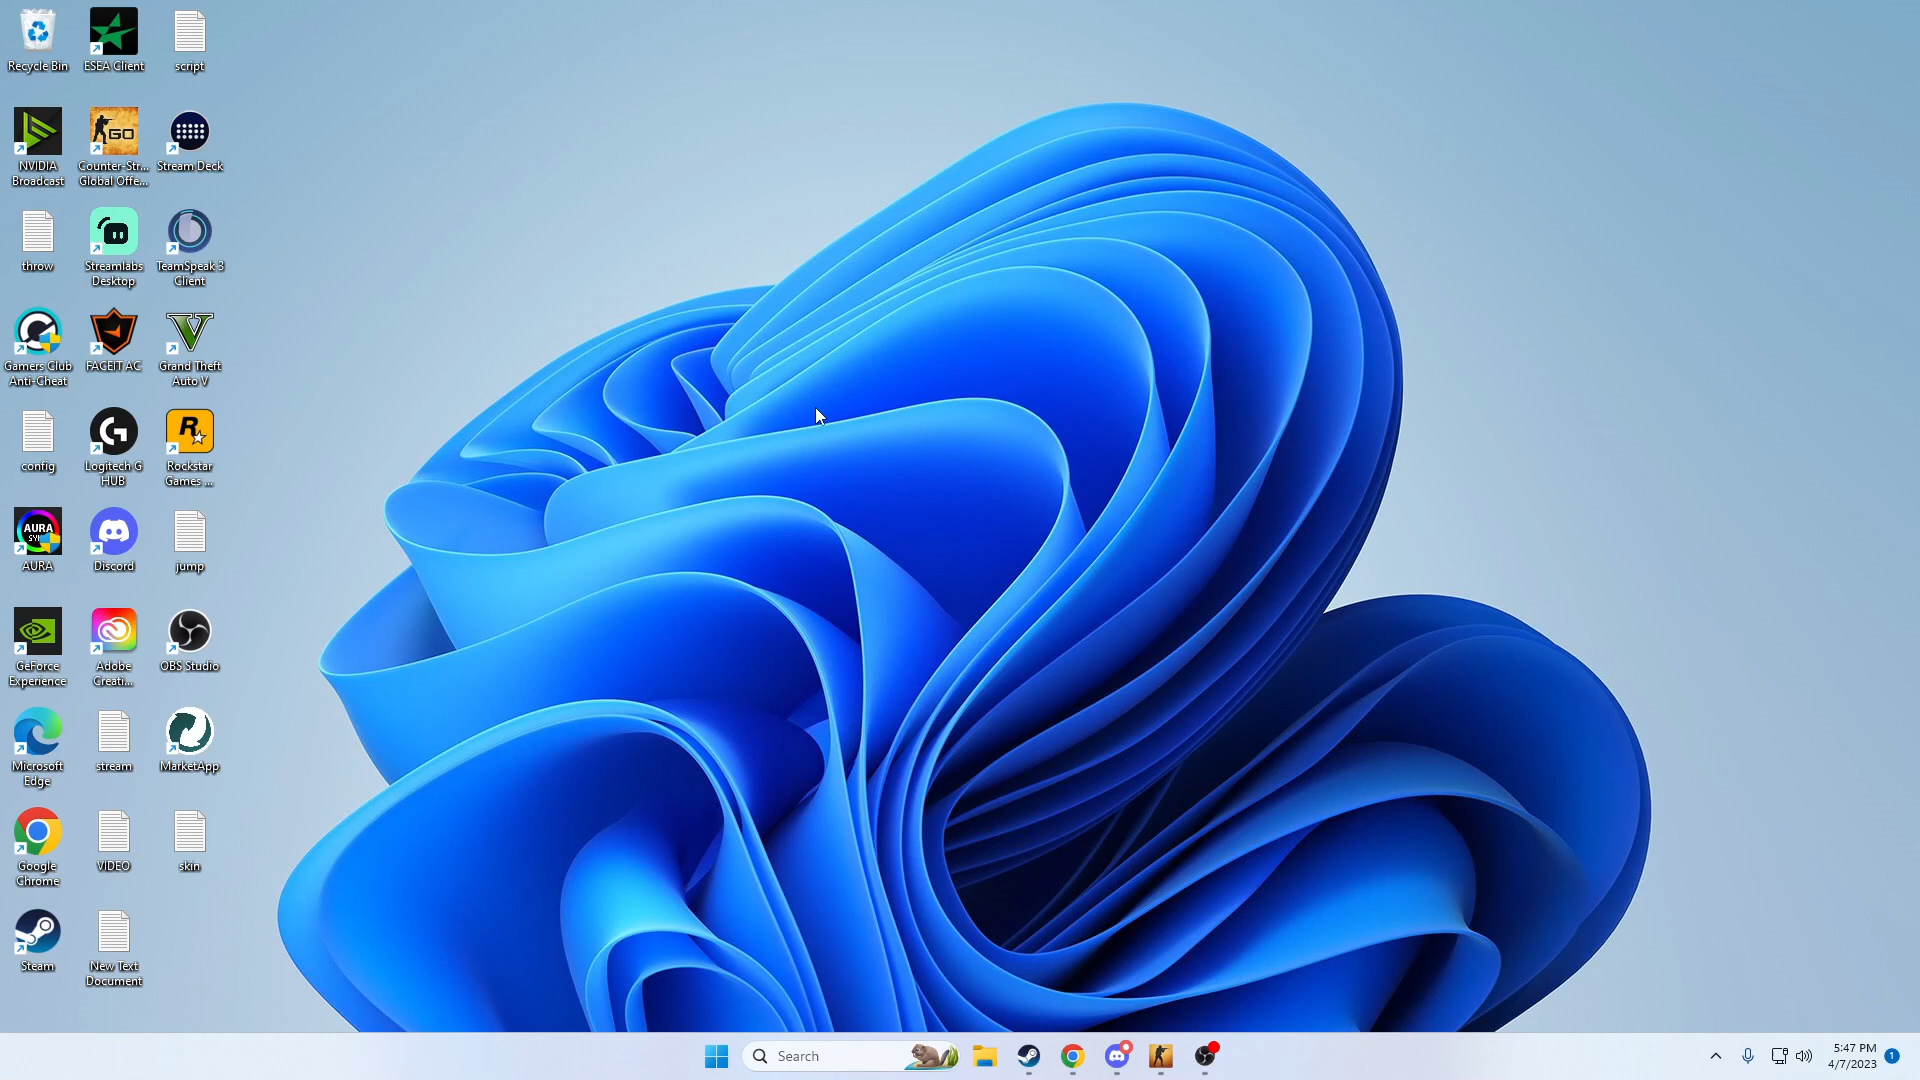 Recycle Bin
ESEA Client
script
NVIDIA
Broadcast
GO
Counter-Str...
Global Offe...
Stream Deck
throw
Streamlabs
Desktop
TeamSpeak 3
Client
Gamers Club
Anti-Cheat
FACEIT AC
Grand Theft
Auto V
config
Logitech G
HUB
Rockstar
Games ...
AURA
AURA
Discord
jump
GeForce
Experience
Adobe
Creati...
OBS Studio
Microsoft
Edge
stream
MarketApp
Google
Chrome
VIDEO
skin
Steam
New Text
Document
Search
5:47 PM
4/7/2023
1